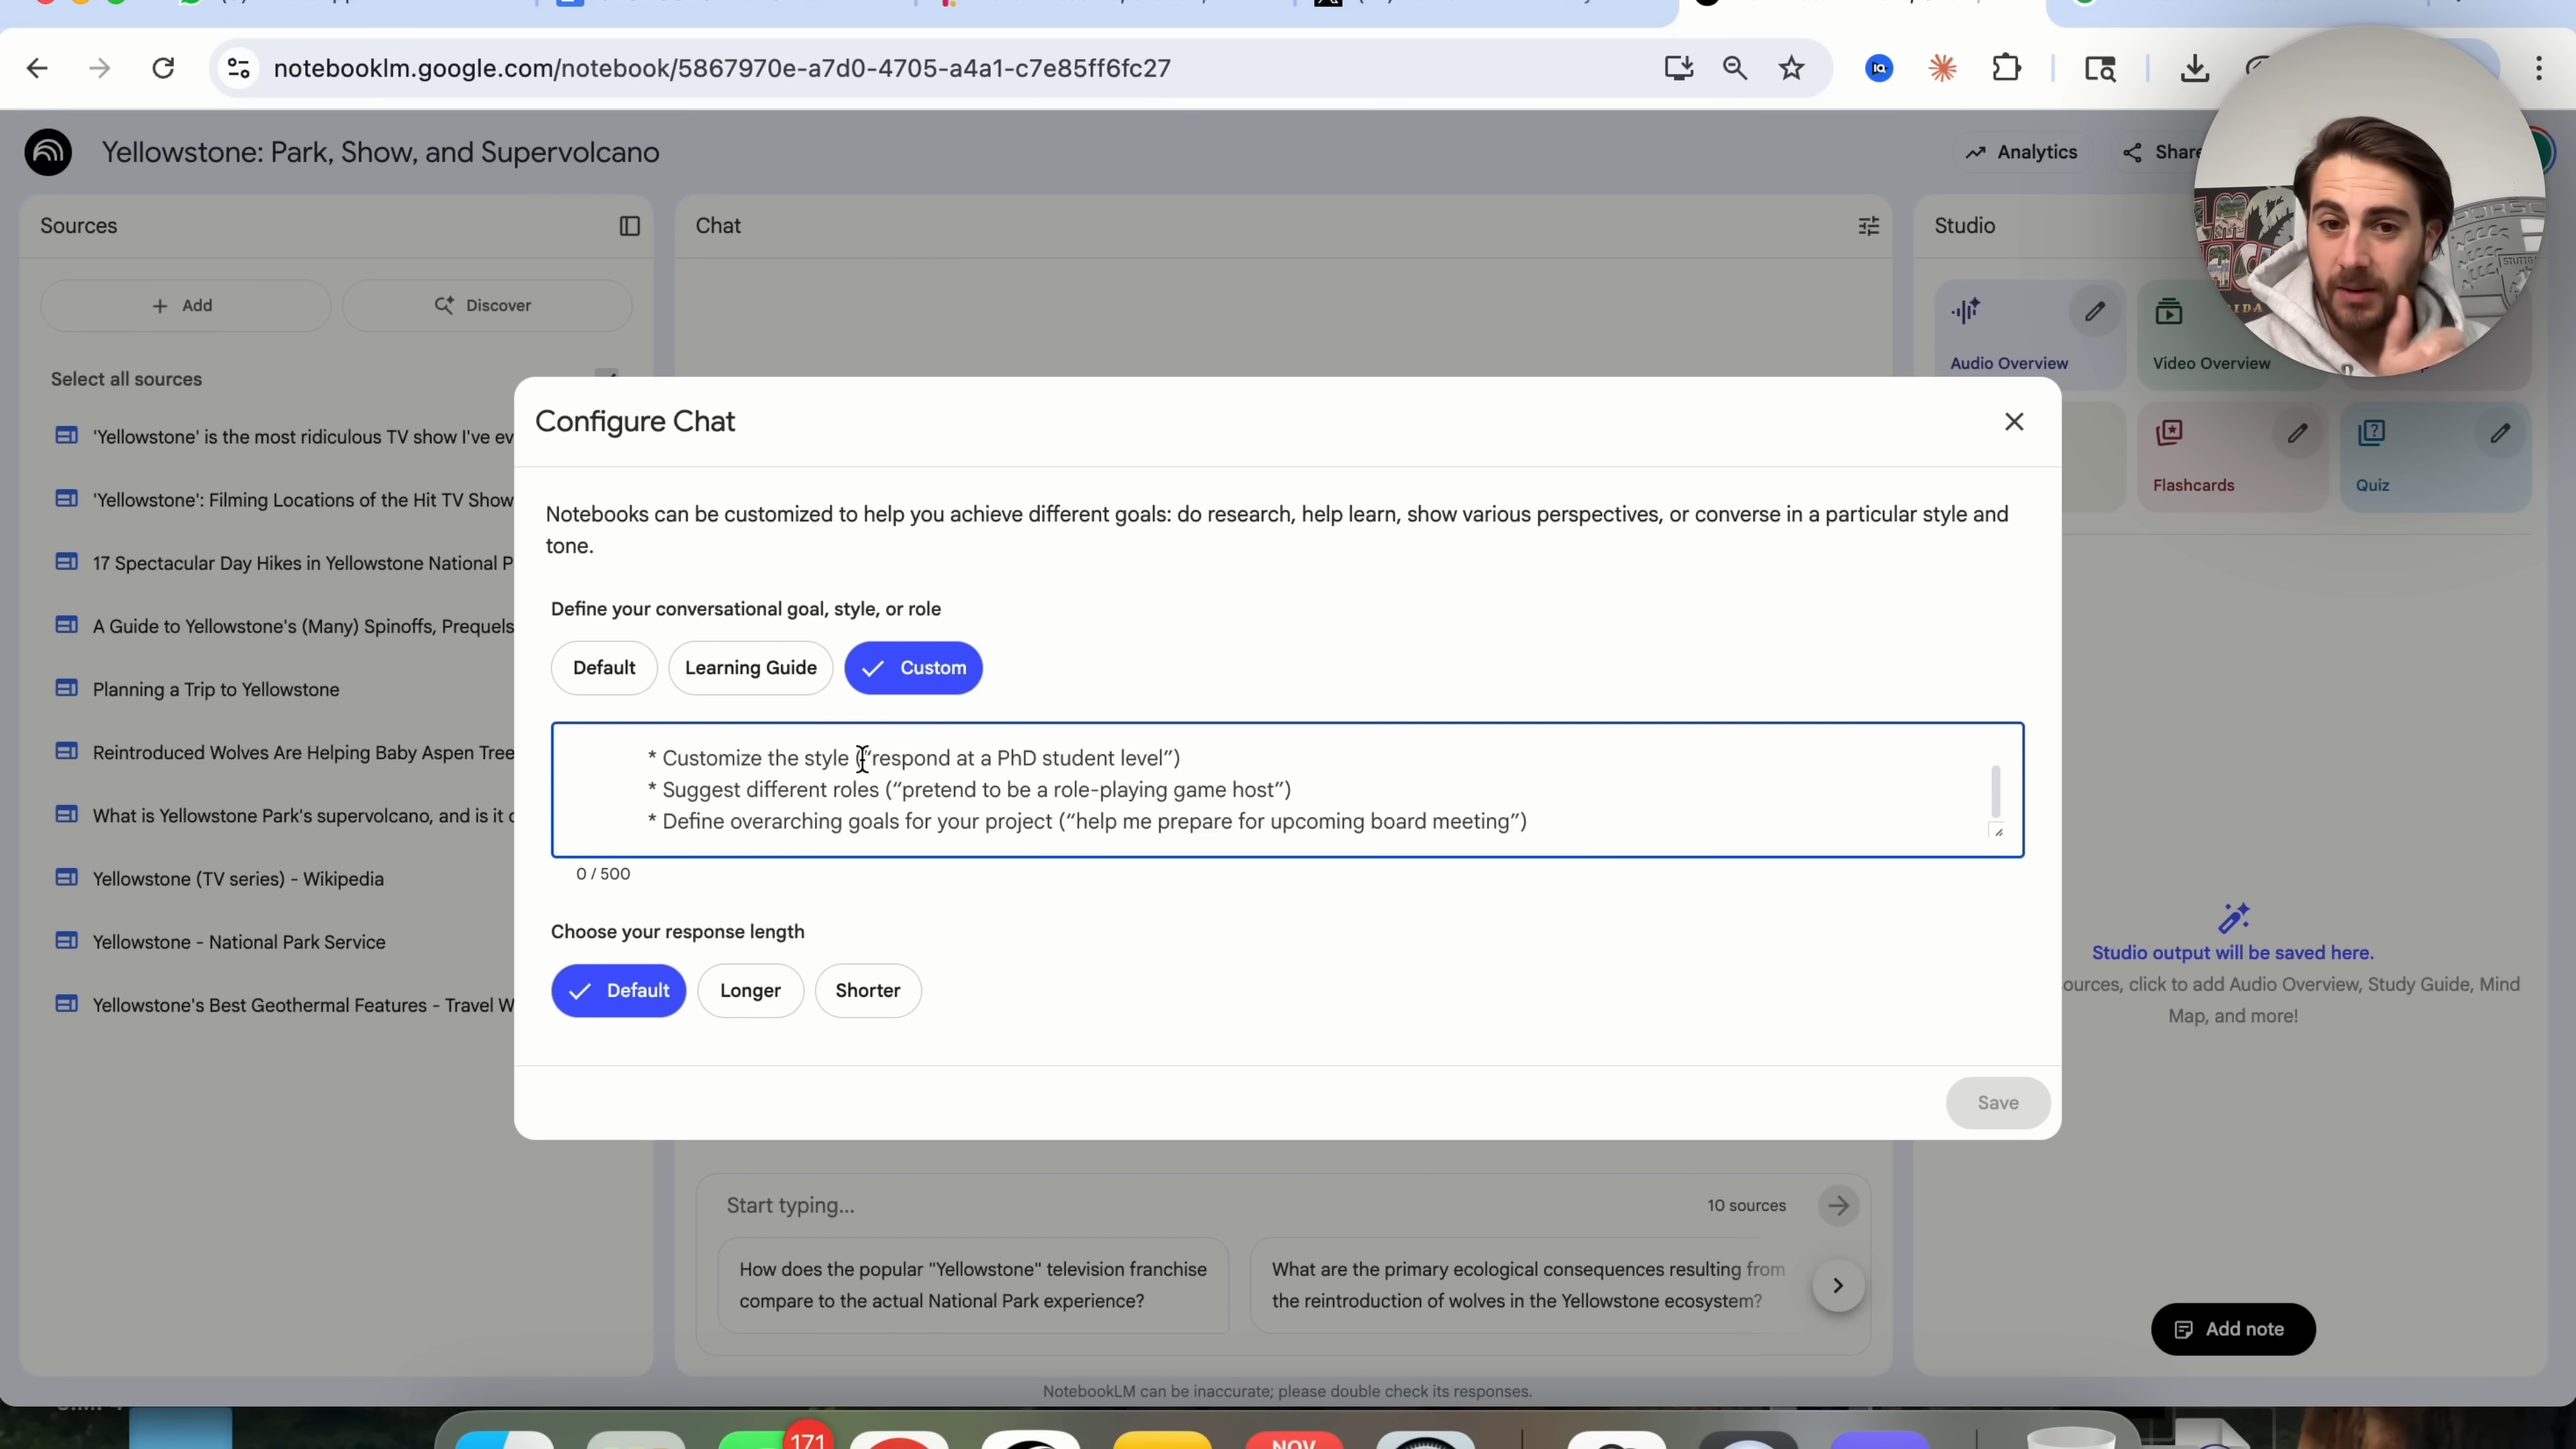 notebooklm.google.com/notebook/5867970e-a7d0-4705-a4a1-c7e85ff6fc27
Yellowstone: Park, Show, and Supervolcano
Analytics
Share
Sources
Chat
Studio
Add
Discover
Audio Overview
Video Overview
Flashcards
Quiz
Select all sources
'Yellowstone' is the most ridiculous TV show I've ev
'Yellowstone': Filming Locations of the Hit TV Show
17 Spectacular Day Hikes in Yellowstone National P
A Guide to Yellowstone's (Many) Spinoffs, Prequels
Planning a Trip to Yellowstone
Reintroduced Wolves Are Helping Baby Aspen Tree
What is Yellowstone Park's supervolcano, and is it o
Yellowstone (TV series) - Wikipedia
Yellowstone - National Park Service
Yellowstone's Best Geothermal Features - Travel W
Configure Chat
Notebooks can be customized to help you achieve different goals: do research, help learn, show various perspectives, or converse in a particular style and
tone.
Define your conversational goal, style, or role
Default
Learning Guide
Custom
* Customize the style (“respond at a PhD student level”)
* Suggest different roles (“pretend to be a role-playing game host”)
* Define overarching goals for your project (“help me prepare for upcoming board meeting”)
0 / 500
Choose your response length
Default
Longer
Shorter
Save
Studio output will be saved here.
ources, click to add Audio Overview, Study Guide, Mind
Map, and more!
Start typing...
10 sources
How does the popular "Yellowstone" television franchise
compare to the actual National Park experience?
What are the primary ecological consequences resulting from
the reintroduction of wolves in the Yellowstone ecosystem?
Add note
NotebookLM can be inaccurate; please double check its responses.
171
NOV